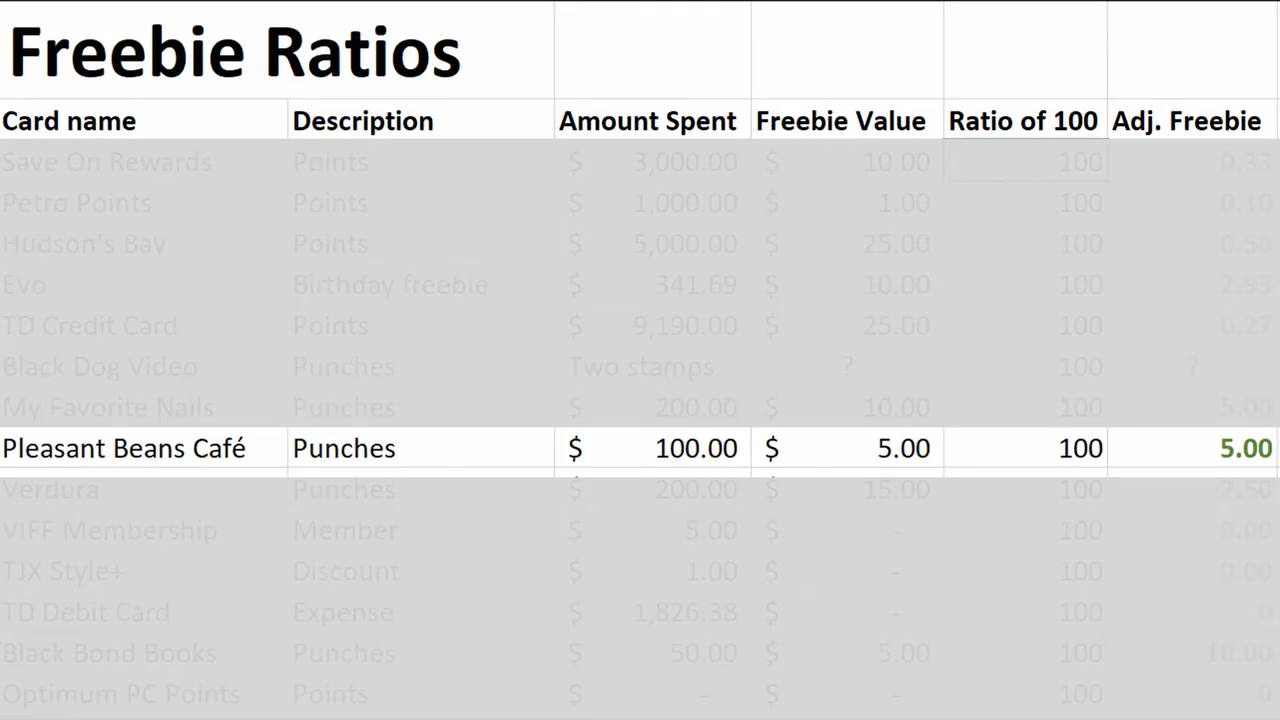 Freebie Ratios
Card name Description Amount Spent Freebie Value Ratio of 100 Adj. Freebie
Save On Rewards Points $ 3,000.00 $ 10.00 100 0.33
Petro Points Points $ 1,000.00 $ 1.00 100 0.10
Hudson's Bay Points $ 5,000.00 $ 25.00 100 0.50
Evo Birthday freebie $ 341.69 $ 10.00 100 2.93
TD Credit Card Points $ 9,190.00 $ 25.00 100 0.27
Black Dog Video Punches Two stamps ? 100 ?
My Favorite Nails Punches $ 200.00 $ 10.00 100 5.00
Pleasant Beans Café Punches $ 100.00 $ 5.00 100 5.00
Verdura Punches $ 200.00 $ 15.00 100 7.50
VIFF Membership Member $ 5.00 $ - 100 0.00
TJX Style+ Discount $ 1.00 $ - 100 0.00
TD Debit Card Expense $ 1,826.38 $ - 100 0
Black Bond Books Punches $ 50.00 $ 5.00 100 10.00
Optimum PC Points Points $ - $ - 100 0